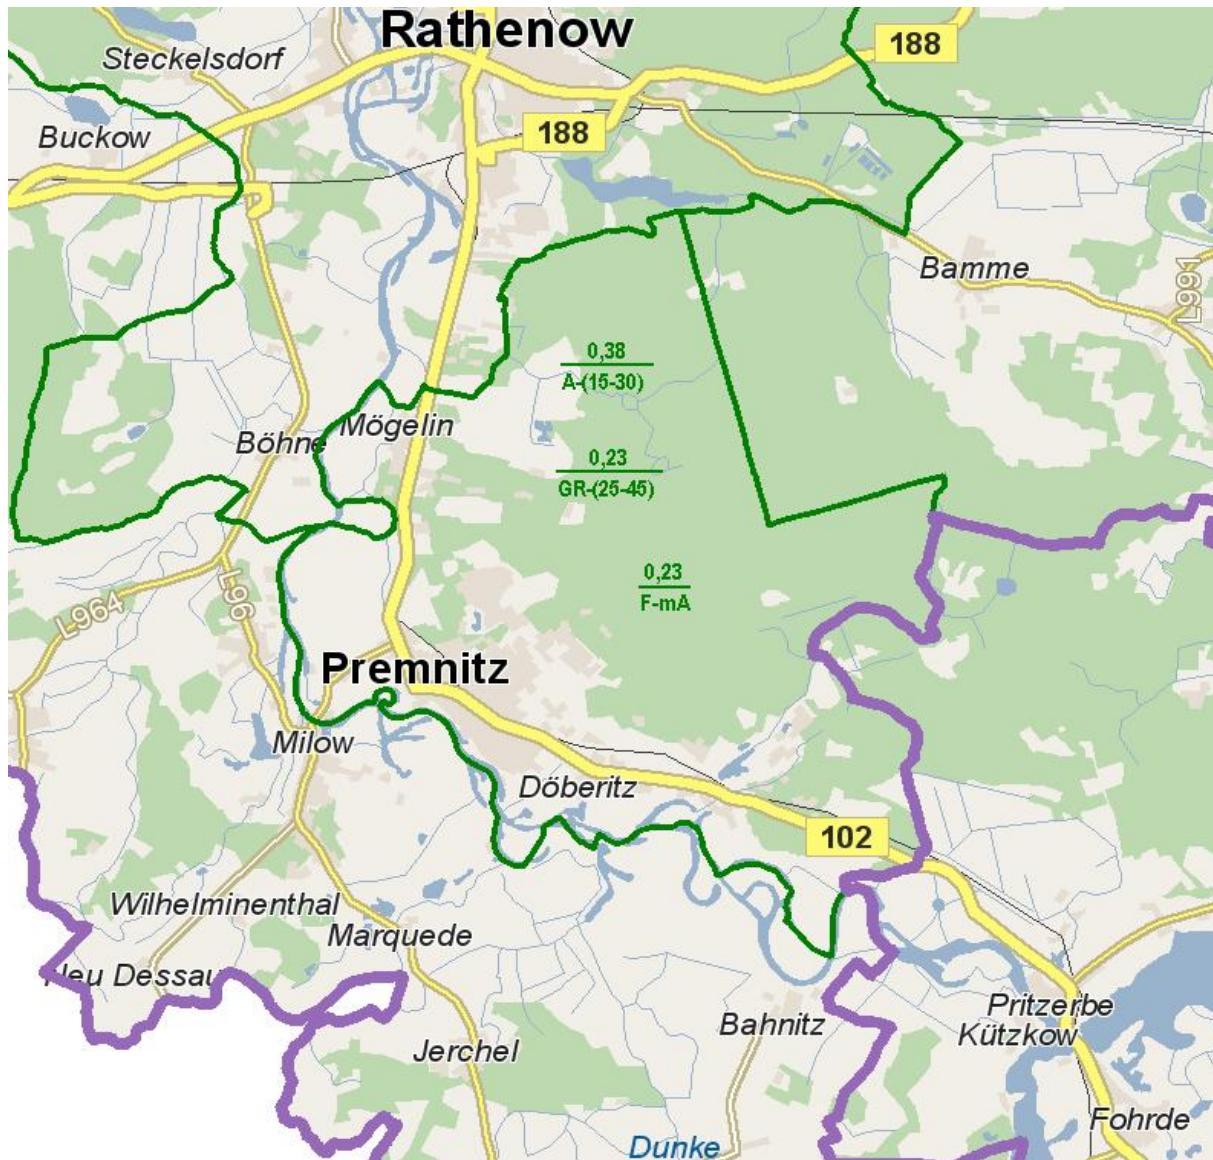 Rathenow
188
Steckelsdorf
188
Buckow
Bamme
L991
0,38
A-(15-30)
Mögelin
Böhne
0,23
GR-(25-45)
0,23
F-mA
L964
L96
Premnitz
Milow
Döberitz
102
Wilhelminenthal
Marquede
Neu Dessau
Pritzerbe
Bahnitz
Kützkow
Jerchel
Fohrde
Dunke